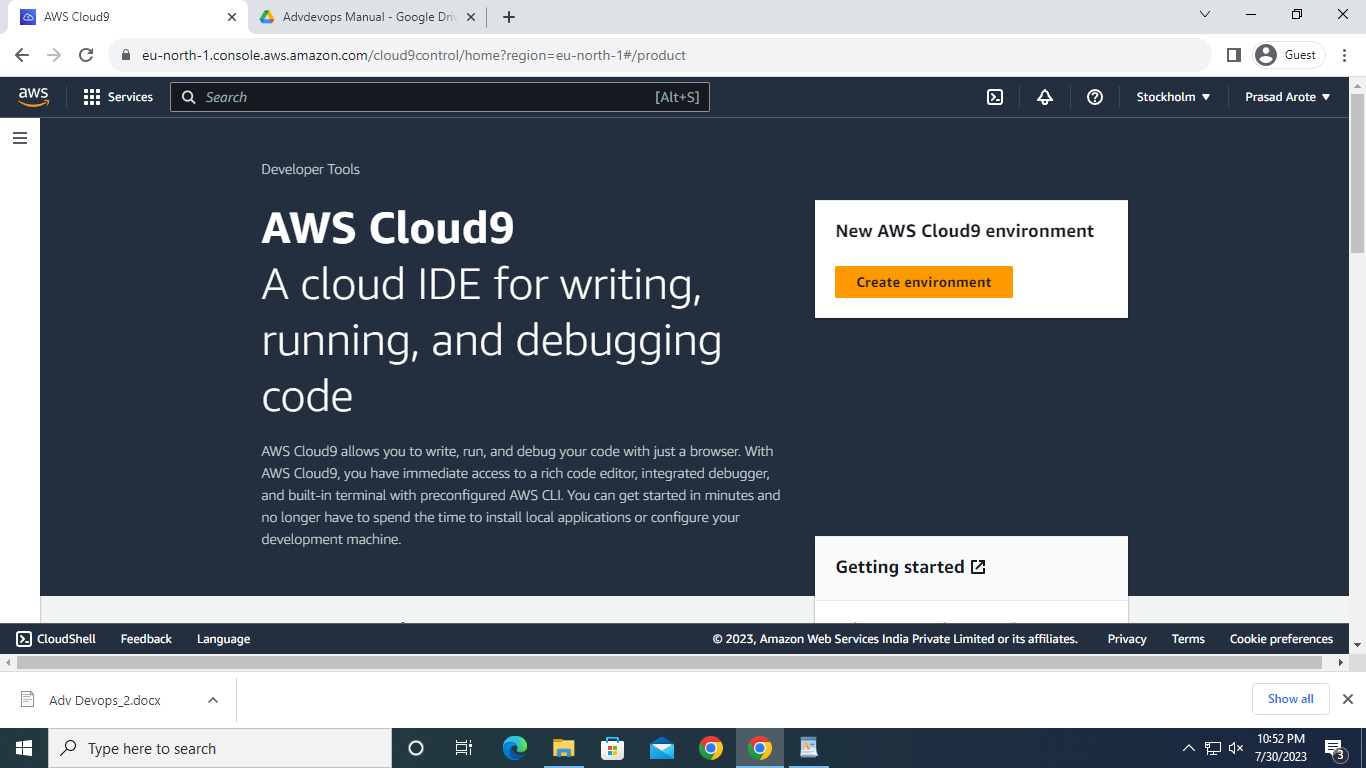 AWS Cloud9
Advdevops Manual - Google Driv
eu-north-1.console.aws.amazon.com/cloud9control/home?region=eu-north-1#/product
Guest
aws
Services
Search
[Alt+S]
Stockholm
Prasad Arote
Developer Tools
AWS Cloud9
A cloud IDE for writing,
running, and debugging
code
AWS Cloud9 allows you to write, run, and debug your code with just a browser. With
AWS Cloud9, you have immediate access to a rich code editor, integrated debugger,
and built-in terminal with preconfigured AWS CLI. You can get started in minutes and
no longer have to spend the time to install local applications or configure your
development machine.
New AWS Cloud9 environment
Create environment
Getting started
CloudShell
Feedback
Language
© 2023, Amazon Web Services India Private Limited or its affiliates.
Privacy
Terms
Cookie preferences
Adv Devops_2.docx
Show all
Type here to search
10:52 PM
7/30/2023
3